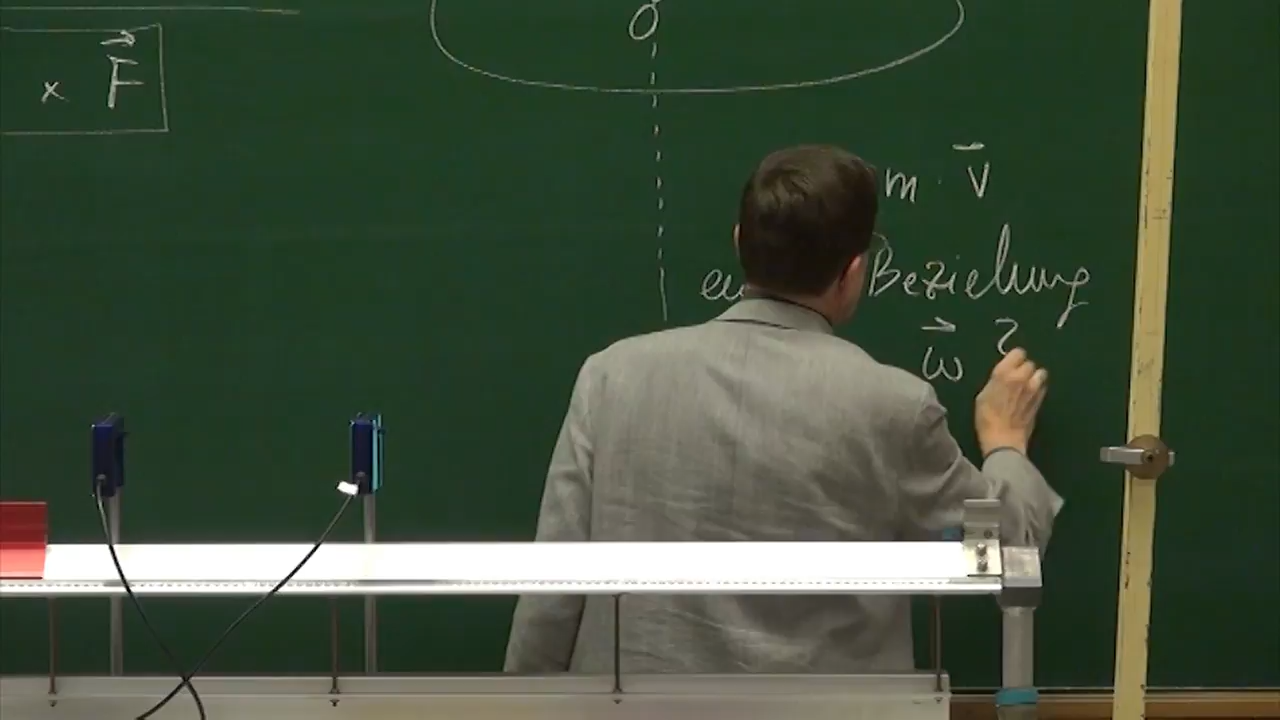 × F⃗
O
m · v⃗
Beziehung
ω⃗ ?